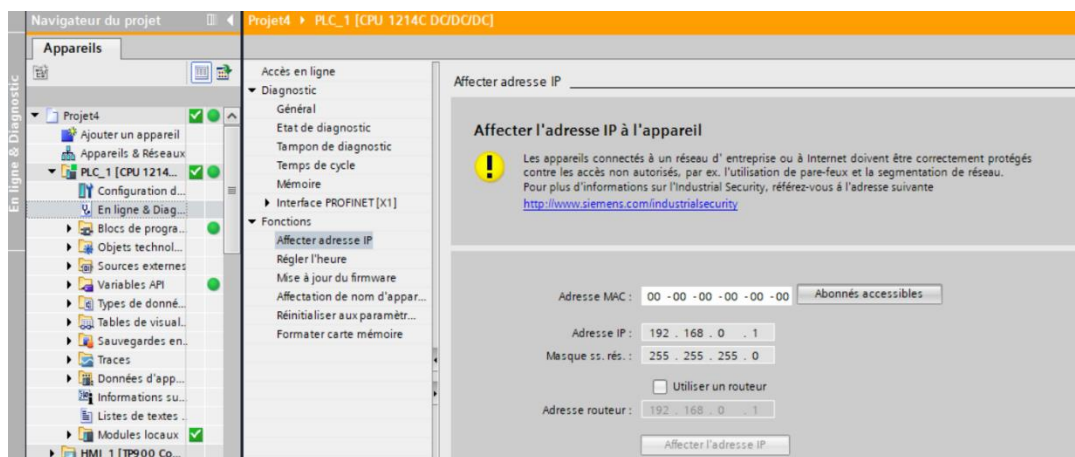 Navigateur du projet
Projet4 ▸ PLC_1 [CPU 1214C DC/DC/DC]
Appareils
En ligne & Diagnostic
Projet4
Ajouter un appareil
Appareils & Réseaux
PLC_1 [CPU 1214...
Configuration d...
En ligne & Diag...
Blocs de progra...
Objets technol...
Sources externes
Variables API
Types de donné...
Tables de visual...
Sauvegardes en...
Traces
Données d'app...
Informations su...
Listes de textes ...
Modules locaux
HMI_1 [TP900 Co...
Accès en ligne
Diagnostic
Général
Etat de diagnostic
Tampon de diagnostic
Temps de cycle
Mémoire
Interface PROFINET [X1]
Fonctions
Affecter adresse IP
Régler l'heure
Mise à jour du firmware
Affectation de nom d'appar...
Réinitialiser aux paramètr...
Formater carte mémoire
Affecter adresse IP
Affecter l'adresse IP à l'appareil
Les appareils connectés à un réseau d' entreprise ou à Internet doivent être correctement protégés
contre les accès non autorisés, par ex. l'utilisation de pare-feux et la segmentation de réseau.
Pour plus d'informations sur l'Industrial Security, référez-vous á l'adresse suivante
http://www.siemens.com/industrialsecurity
Adresse MAC : 00 -00 -00 -00 -00 -00 Abonnés accessibles
Adresse IP : 192 . 168 . 0 . 1
Masque ss. rés. : 255 . 255 . 255 . 0
Utiliser un routeur
Adresse routeur : 192 . 168 . 0 . 1
Affecter l'adresse IP